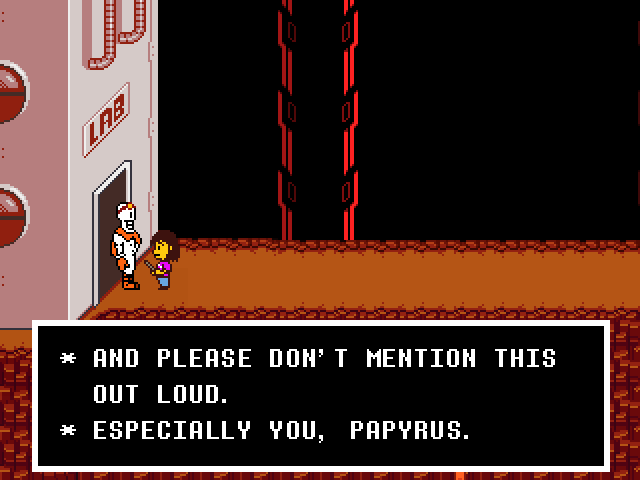 LAB
* AND PLEASE DON'T MENTION THIS
OUT LOUD.
* ESPECIALLY YOU, PAPYRUS.